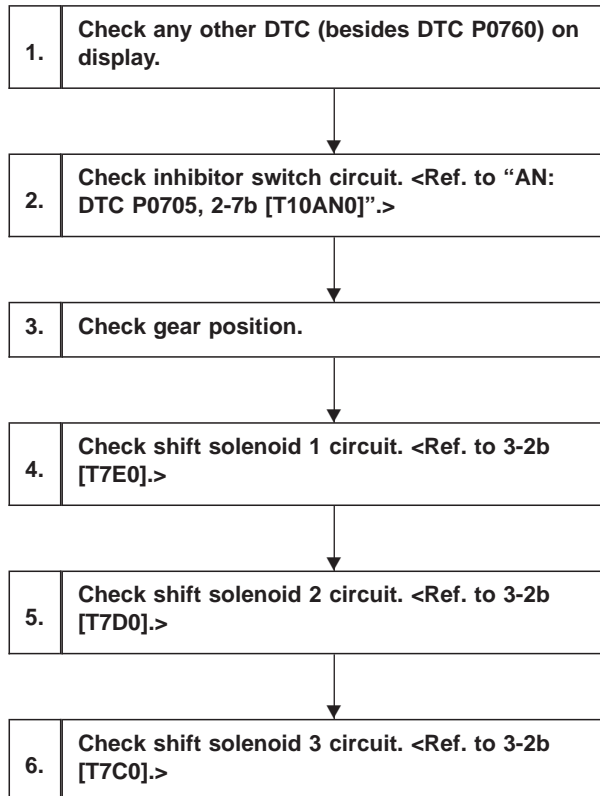 1.
Check any other DTC (besides DTC P0760) on
display.
2.
Check inhibitor switch circuit. <Ref. to “AN:
DTC P0705, 2-7b [T10AN0]”.>
3.
Check gear position.
4.
Check shift solenoid 1 circuit. <Ref. to 3-2b
[T7E0].>
5.
Check shift solenoid 2 circuit. <Ref. to 3-2b
[T7D0].>
6.
Check shift solenoid 3 circuit. <Ref. to 3-2b
[T7C0].>